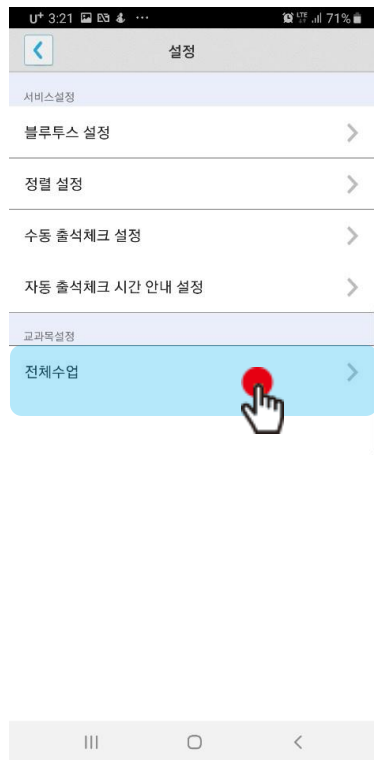 U⁺ 3:21 ··· LTE 71%
설정
서비스설정
블루투스 설정
정렬 설정
수동 출석체크 설정
자동 출석체크 시간 안내 설정
교과목설정
전체수업